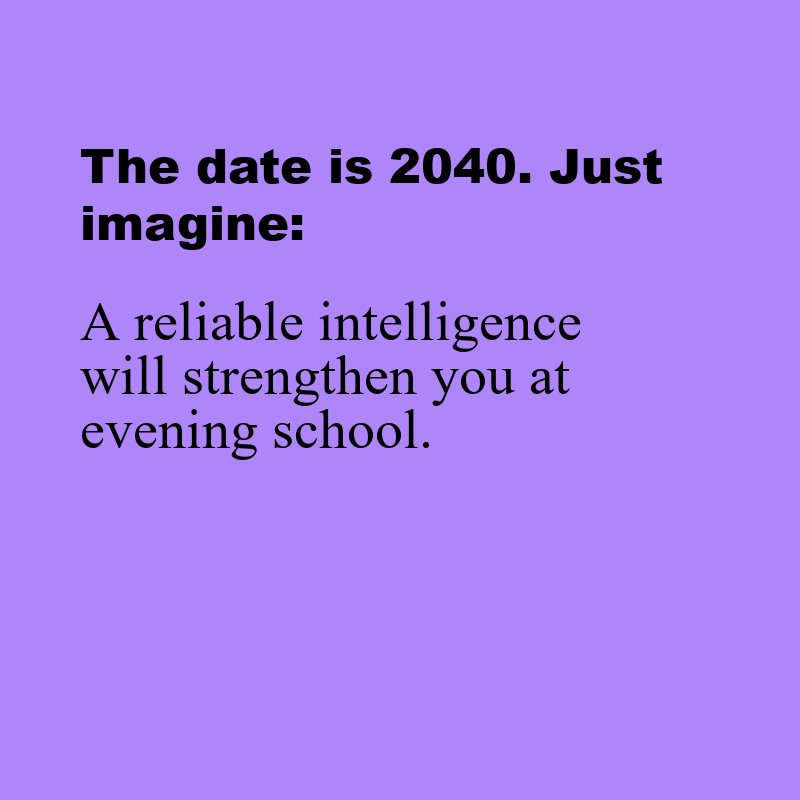 The date is 2040. Just
imagine:
A reliable intelligence
will strengthen you at
evening school.